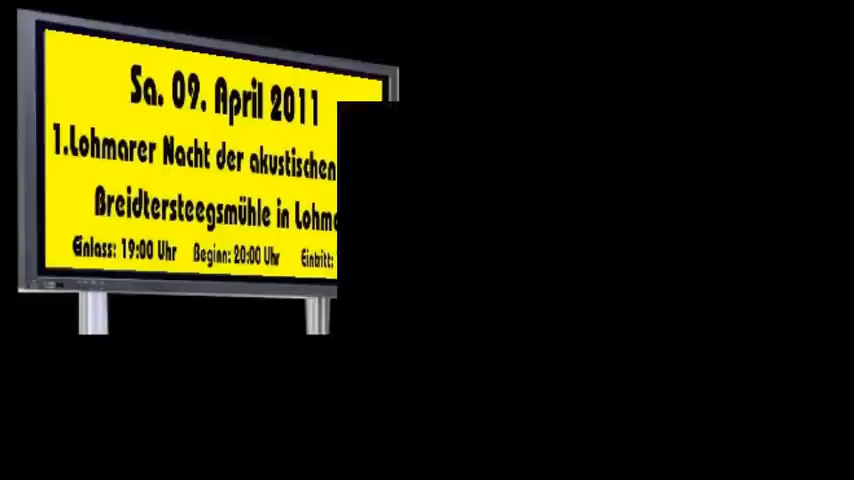 Sa. 09. April 2011
1.Lohmarer Nacht der akustischen
Breidtersteegsmühle in
Einlass: 19:00 Uhr Beginn: 20:00 Uhr Eintritt: